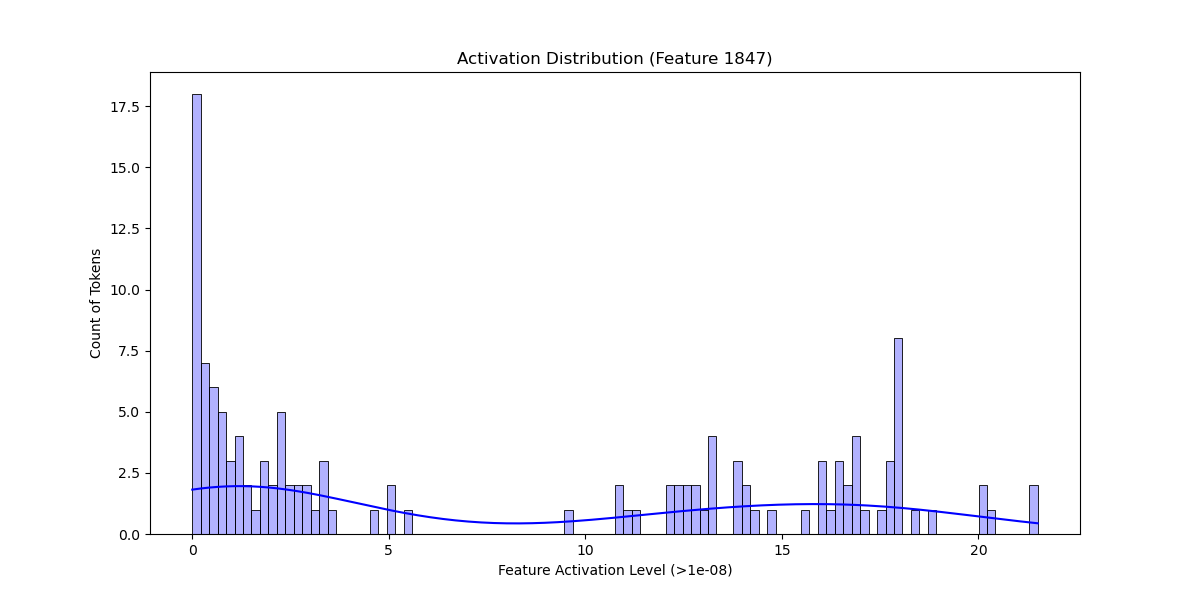 Activation Distribution (Feature 1847)
17.5
15.0
12.5
10.0
7.5
5.0
2.5
0.0
Count of Tokens
0 5 10 15 20
Feature Activation Level (>1e-08)